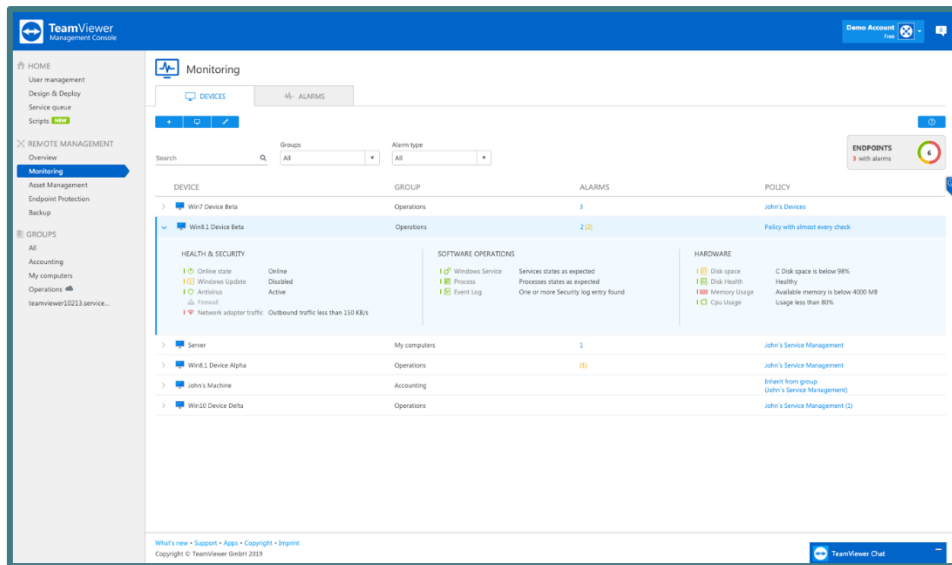 TeamViewer
Management Console
Demo Account
Free
HOME
User management
Design & Deploy
Service queue
Scripts NEW
REMOTE MANAGEMENT
Overview
Monitoring
Asset Management
Endpoint Protection
Backup
GROUPS
All
Accounting
My computers
Operations
teamviewer10213.service...
Monitoring
DEVICES
ALARMS
Search
Groups
All
Alarm type
All
ENDPOINTS
3 with alarms
6
DEVICE GROUP ALARMS POLICY
Win7 Device Beta Operations 3 John's Devices
Win8.1 Device Beta Operations 2 (2) Policy with almost every check
HEALTH & SECURITY
Online state Online
Windows Update Disabled
Antivirus Active
Firewall
Network adapter traffic Outbound traffic less than 150 KB/s
SOFTWARE OPERATIONS
Windows Service Services states as expected
Process Processes states as expected
Event Log One or more Security log entry found
HARDWARE
Disk space C Disk space is below 98%
Disk Health Healthy
Memory Usage Available memory is below 4000 MB
Cpu Usage Usage less than 80%
Server My computers 1 John's Service Management
Win8.1 Device Alpha Operations (1) John's Service Management
John's Machine Accounting Inherit from group
(John's Service Management)
Win10 Device Delta Operations John's Service Management (1)
What's new • Support • Apps • Copyright • Imprint
Copyright © TeamViewer GmbH 2019
TeamViewer Chat